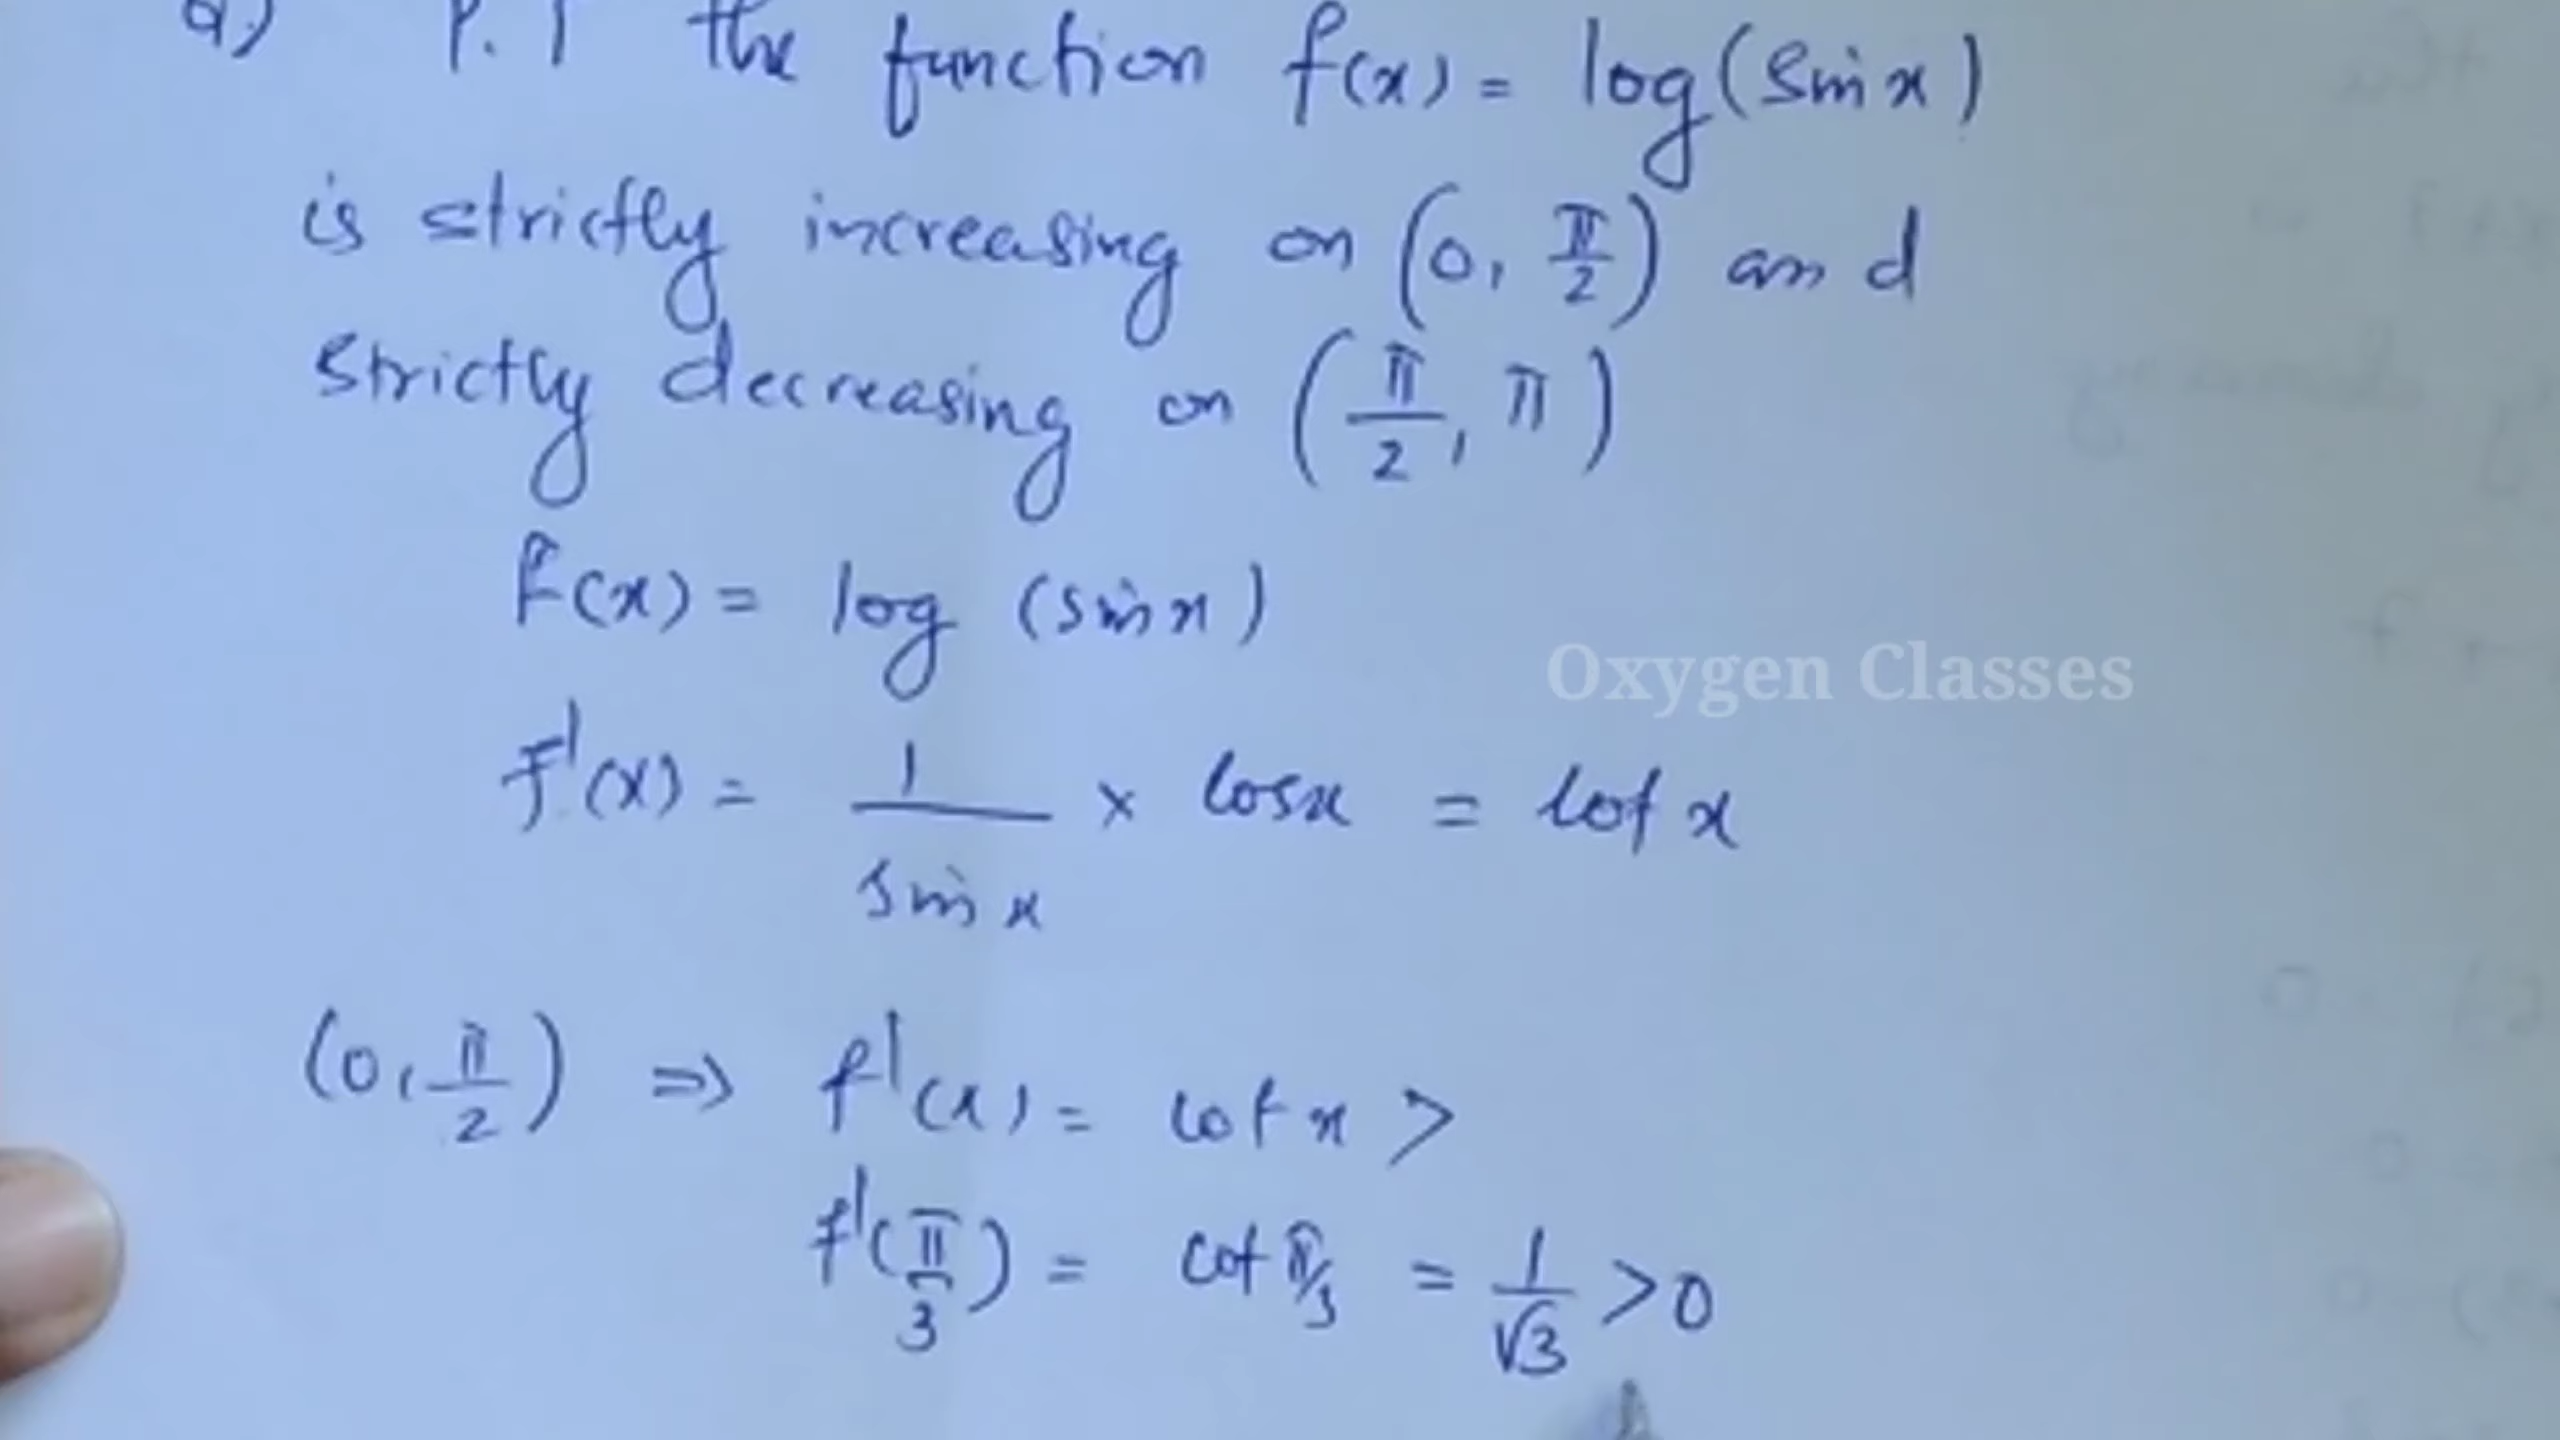 a) P.T the function f(x) = log(sin x)
is strictly increasing on (0, π/2) and
strictly decreasing on (π/2, π)
f(x) = log (sin x)
Oxygen Classes
f'(x) = 1/sin x × cos x = cot x
(0, π/2) ⇒ f'(x) = cot x >
f'(π/3) = cot π/3 = 1/√3 > 0